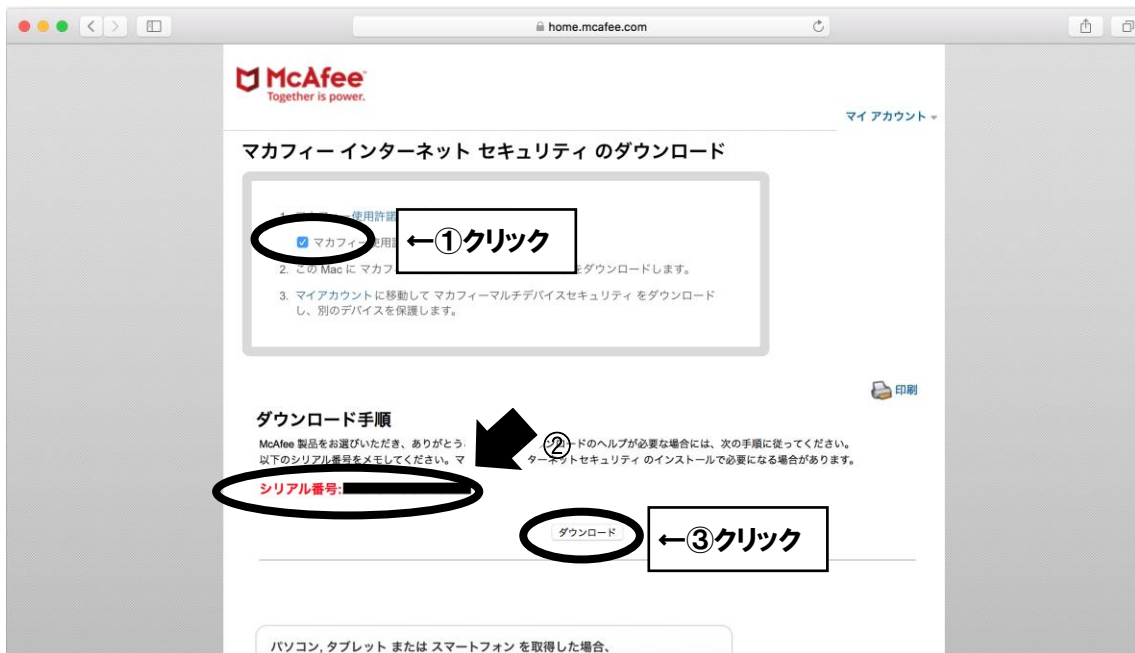 home.mcafee.com
McAfee
Together is power.
マイ アカウント
マカフィー インターネット セキュリティ のダウンロード
1. 使用許諾
マカフィー 使用許
←①クリック
2. この Mac に マカフ をダウンロードします。
3. マイアカウント に移動して マカフィーマルチデバイスセキュリティ をダウンロード
し、別のデバイスを保護します。
印刷
ダウンロード手順
McAfee 製品をお選びいただき、ありがとう ンロードのヘルプが必要な場合には、次の手順に従ってください。
②
以下のシリアル番号をメモしてください。マ ターネットセキュリティ のインストールで必要になる場合があります。
シリアル番号:
ダウンロード
←③クリック
パソコン, タブレット または スマートフォン を取得した場合、